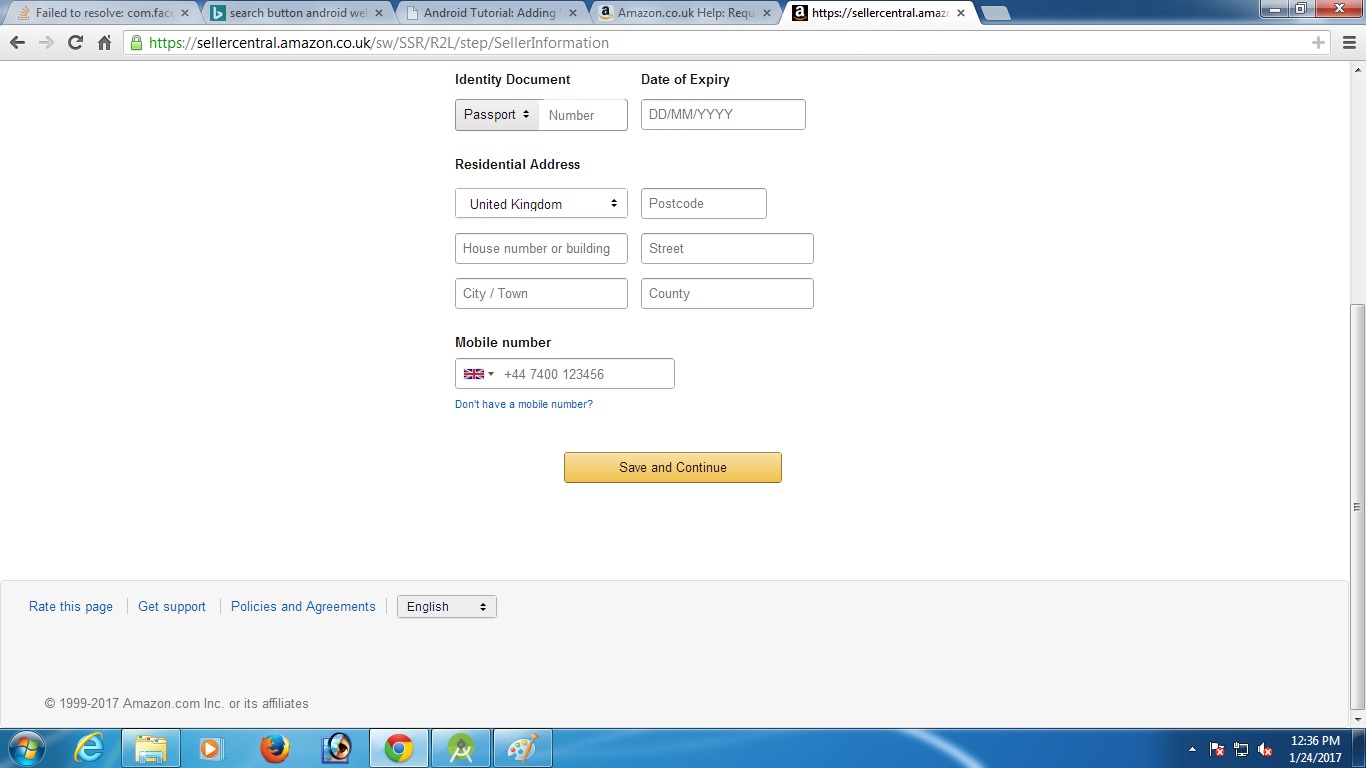 Failed to resolve: com.fac
search button android we
Android Tutorial: Adding
Amazon.co.uk Help: Requ
https://sellercentral.amaz
https://sellercentral.amazon.co.uk/sw/SSR/R2L/step/SellerInformation
Identity Document Date of Expiry
Passport Number DD/MM/YYYY
Residential Address
United Kingdom Postcode
House number or building Street
City / Town County
Mobile number
+44 7400 123456
Don't have a mobile number?
Save and Continue
Rate this page Get support Policies and Agreements English
© 1999-2017 Amazon.com Inc. or its affiliates
12:36 PM
1/24/2017